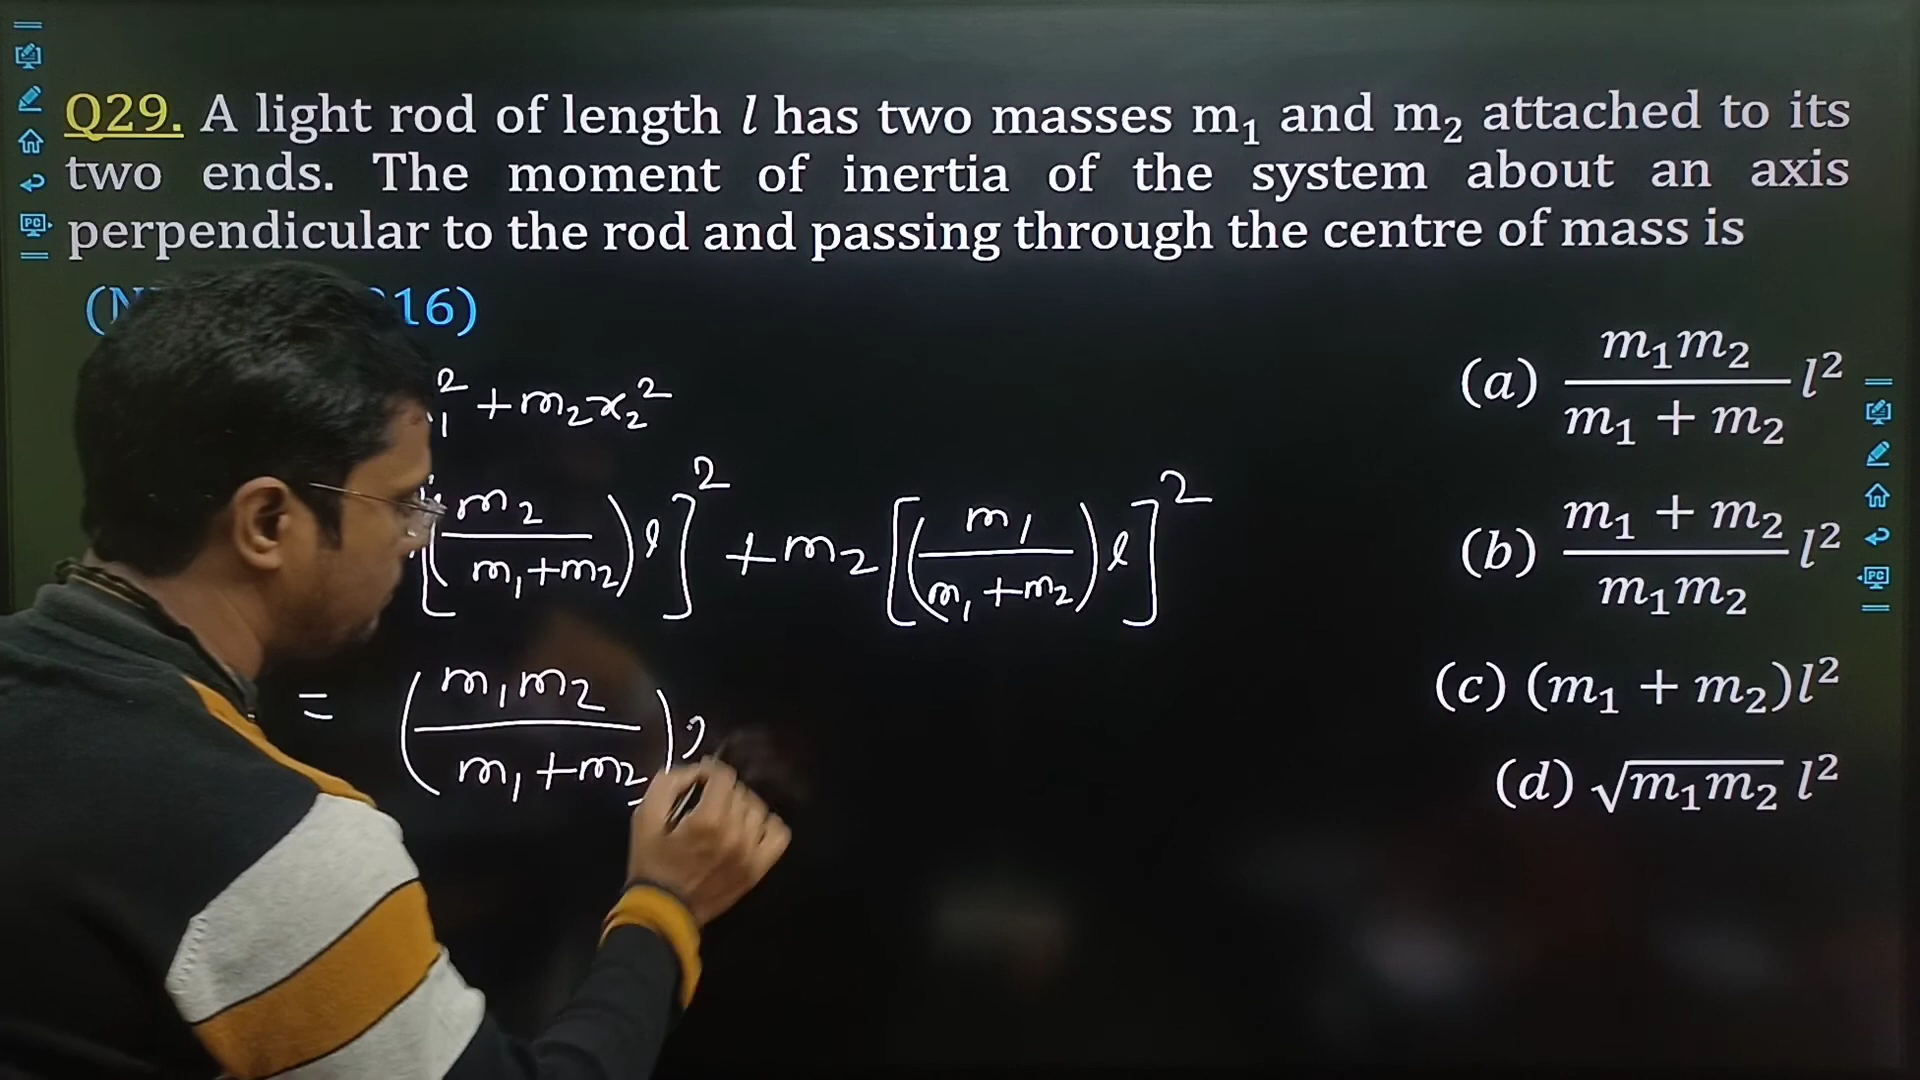 Q29. A light rod of length l has two masses m₁ and m₂ attached to its
two ends. The moment of inertia of the system about an axis
perpendicular to the rod and passing through the centre of mass is
16)
(a) m₁m₂ / m₁ + m₂ l²
(b) m₁ + m₂ / m₁m₂ l²
(c) (m₁ + m₂)l²
(d) √m₁m₂ l²
₁² + m₂x₂²
[(m₂ / m₁+m₂) l]² + m₂ [(m₁ / m₁+m₂) l]²
= (m₁m₂ / m₁+m₂)
PC
PC